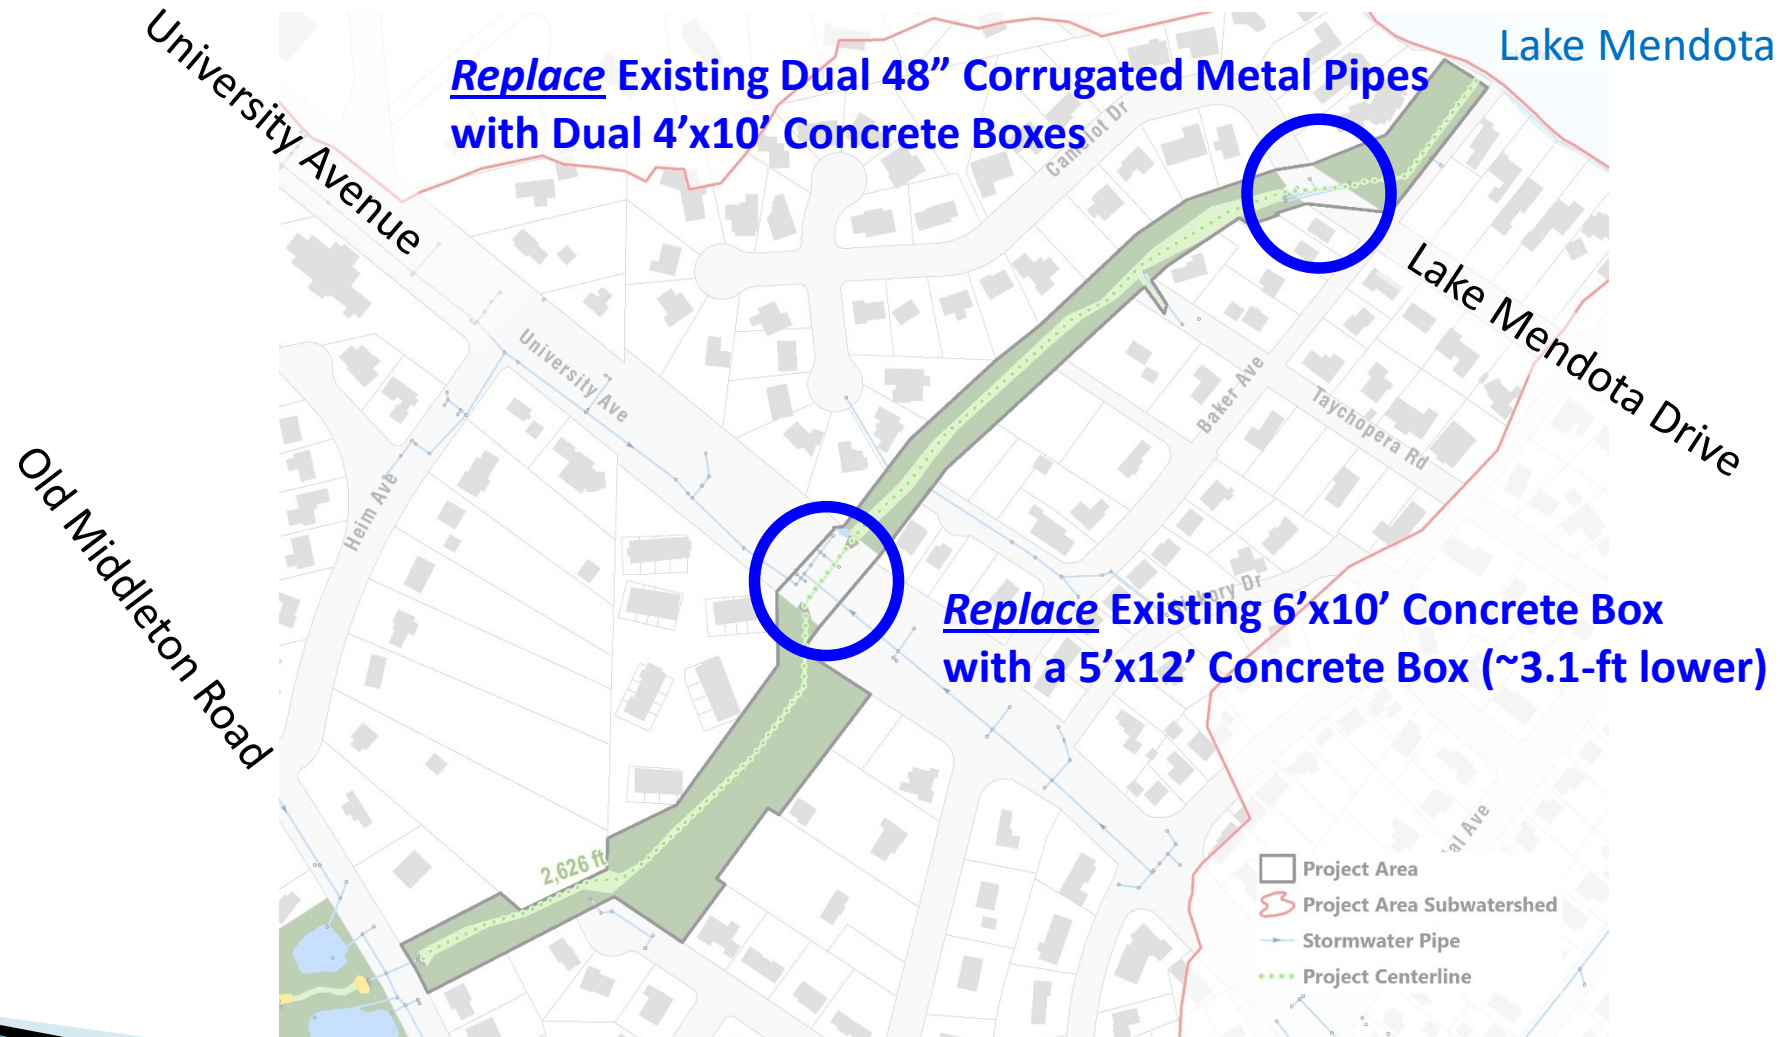 Lake Mendota
University Avenue
Replace Existing Dual 48” Corrugated Metal Pipes
with Dual 4’x10’ Concrete Boxes
Camelot Dr
Lake Mendota Drive
University Ave
Baker Ave
Taychopera Rd
Heim Ave
Old Middleton Road
Replace Existing 6’x10’ Concrete Box
with a 5’x12’ Concrete Box (~3.1-ft lower)
2,626 ft
Project Area
Project Area Subwatershed
Stormwater Pipe
Project Centerline